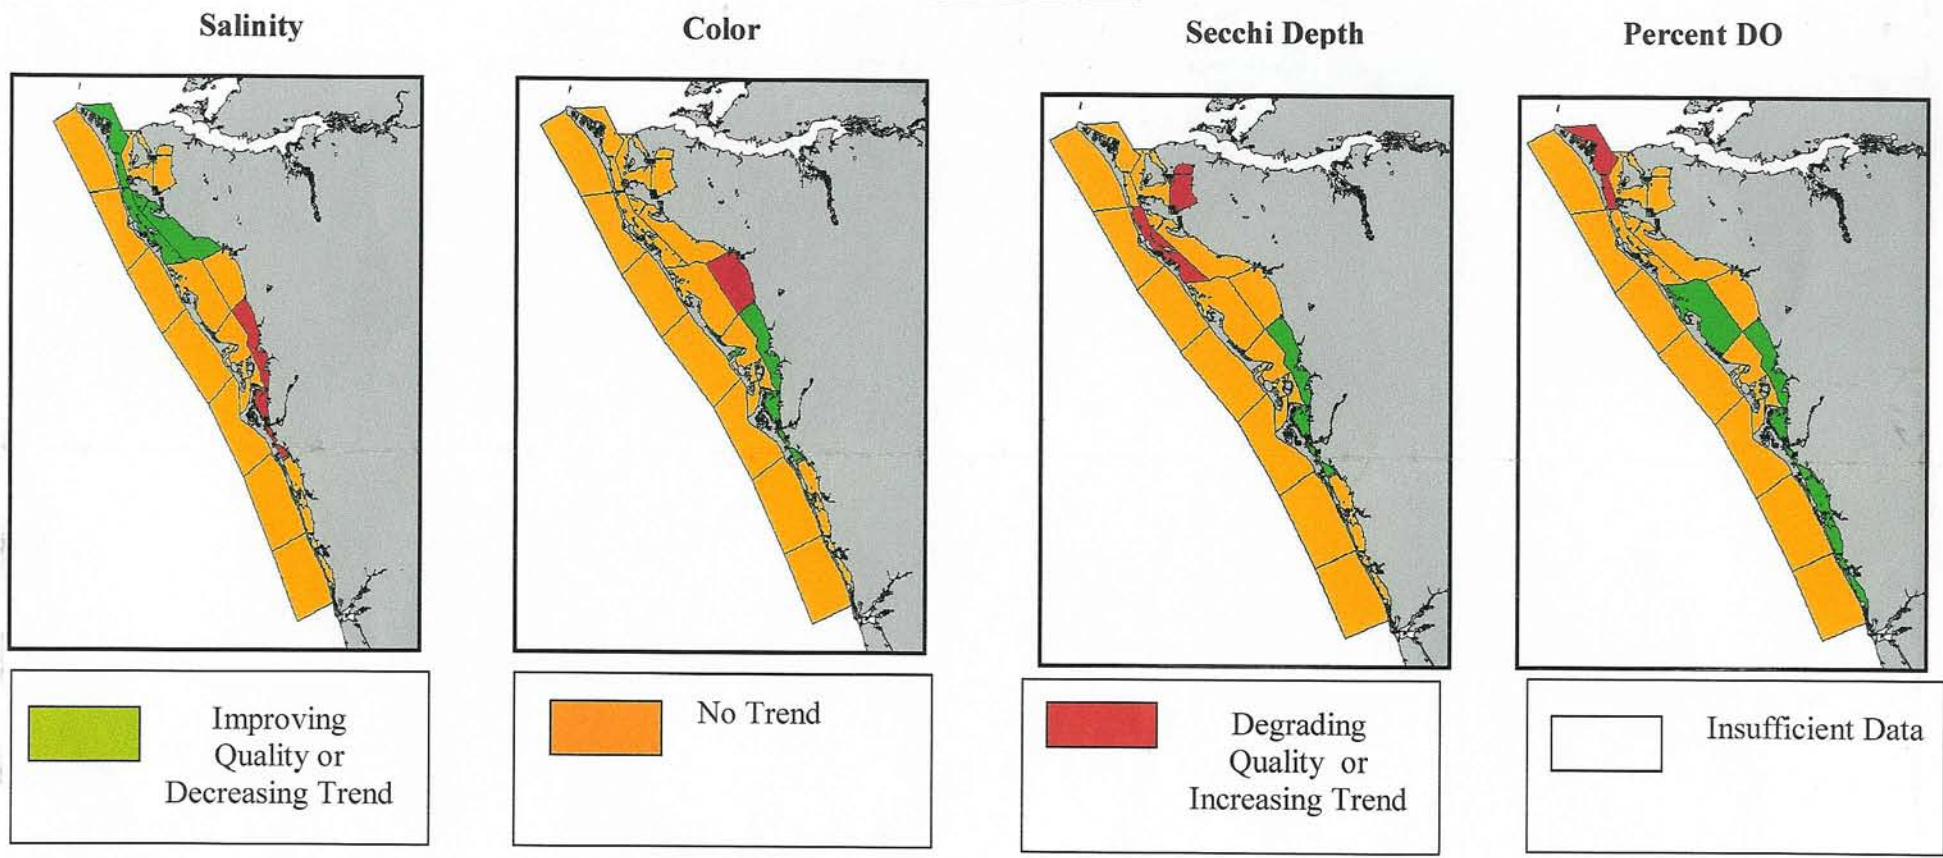 Salinity
Color
Secchi Depth
Percent DO
Improving
Quality or
Decreasing Trend
No Trend
Degrading
Quality or
Increasing Trend
Insufficient Data